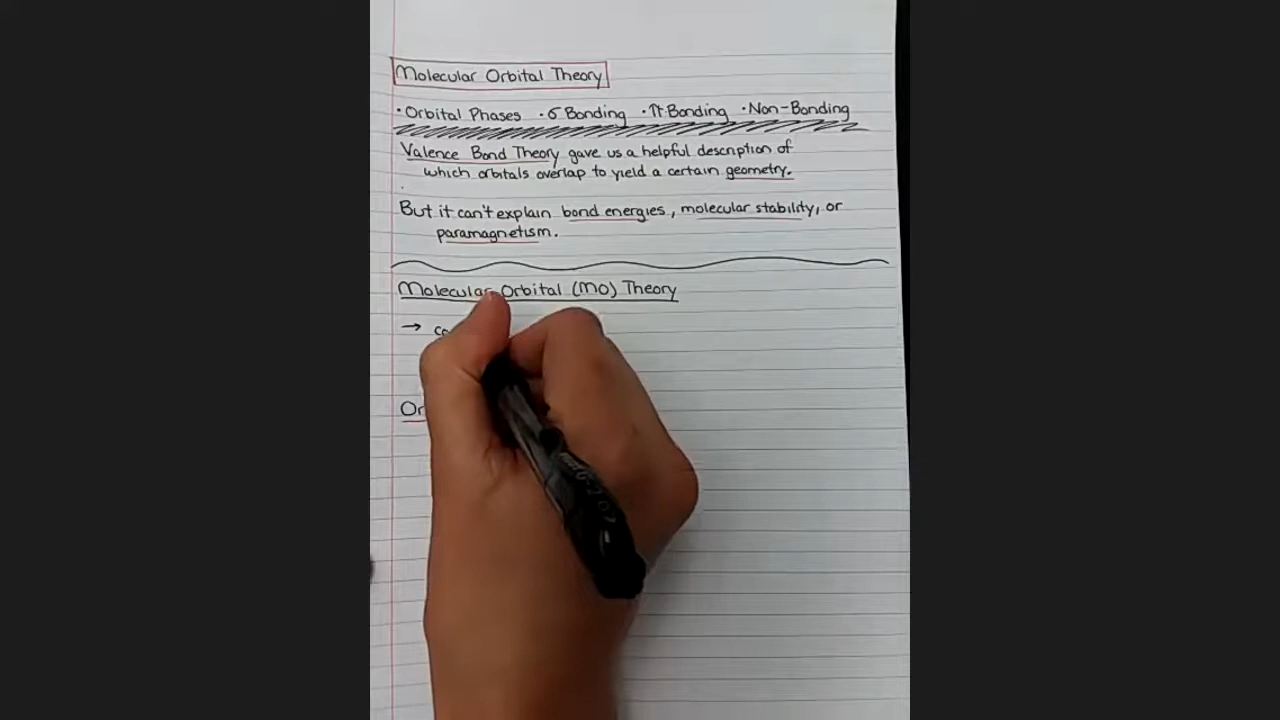 Molecular Orbital Theory
• Orbital Phases • σ Bonding • π Bonding • Non-Bonding
Valence Bond Theory gave us a helpful description of
which orbitals overlap to yield a certain geometry.
But it can't explain bond energies, molecular stability, or
paramagnetism.
Molecular Orbital (MO) Theory
→